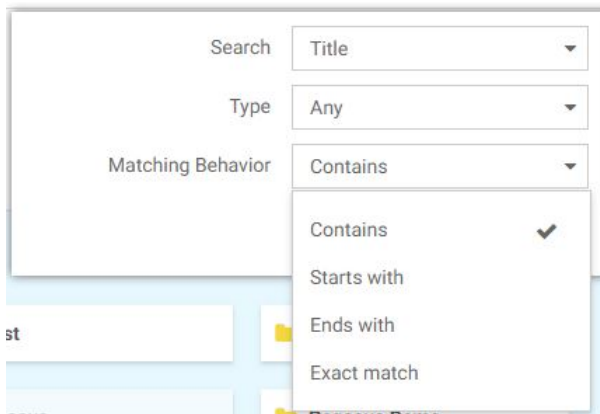 Search Title
Type Any
Matching Behavior Contains
Contains
Starts with
Ends with
Exact match
st